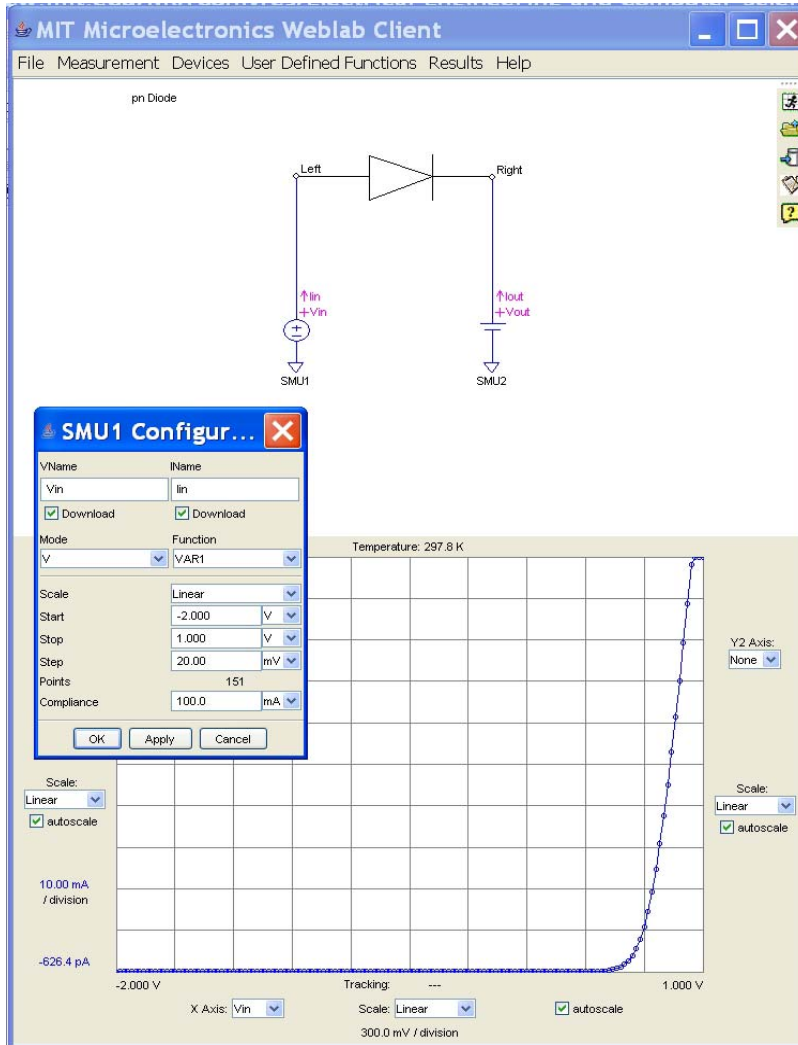 MIT Microelectronics Weblab Client
File Measurement Devices User Defined Functions Results Help
pn Diode
Left
Right
↑Iin
+Vin
↑Iout
+Vout
SMU1
SMU2
SMU1 Configur...
VName IName
Vin Iin
Download Download
Mode Function
V VAR1
Scale Linear
Start -2.000 V
Stop 1.000 V
Step 20.00 mV
Points 151
Compliance 100.0 mA
OK Apply Cancel
Temperature: 297.8 K
Y2 Axis:
None
Scale:
Linear
autoscale
Scale:
Linear
autoscale
10.00 mA
/ division
-626.4 pA
-2.000 V Tracking: --- 1.000 V
X Axis: Vin Scale: Linear autoscale
300.0 mV / division